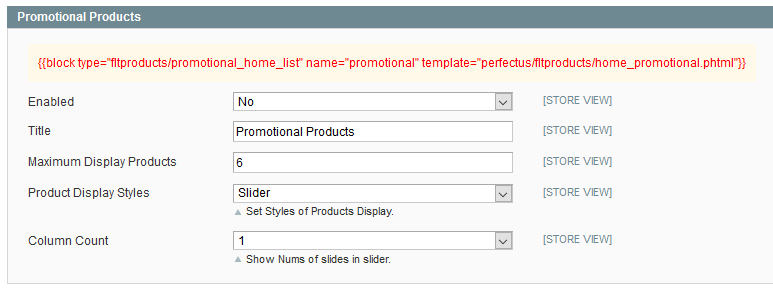 Promotional Products
{{block type="fltproducts/promotional_home_list" name="promotional" template="perfectus/fltproducts/home_promotional.phtml"}}
Enabled No [STORE VIEW]
Title Promotional Products [STORE VIEW]
Maximum Display Products 6 [STORE VIEW]
Product Display Styles Slider [STORE VIEW]
Set Styles of Products Display.
Column Count 1 [STORE VIEW]
Show Nums of slides in slider.